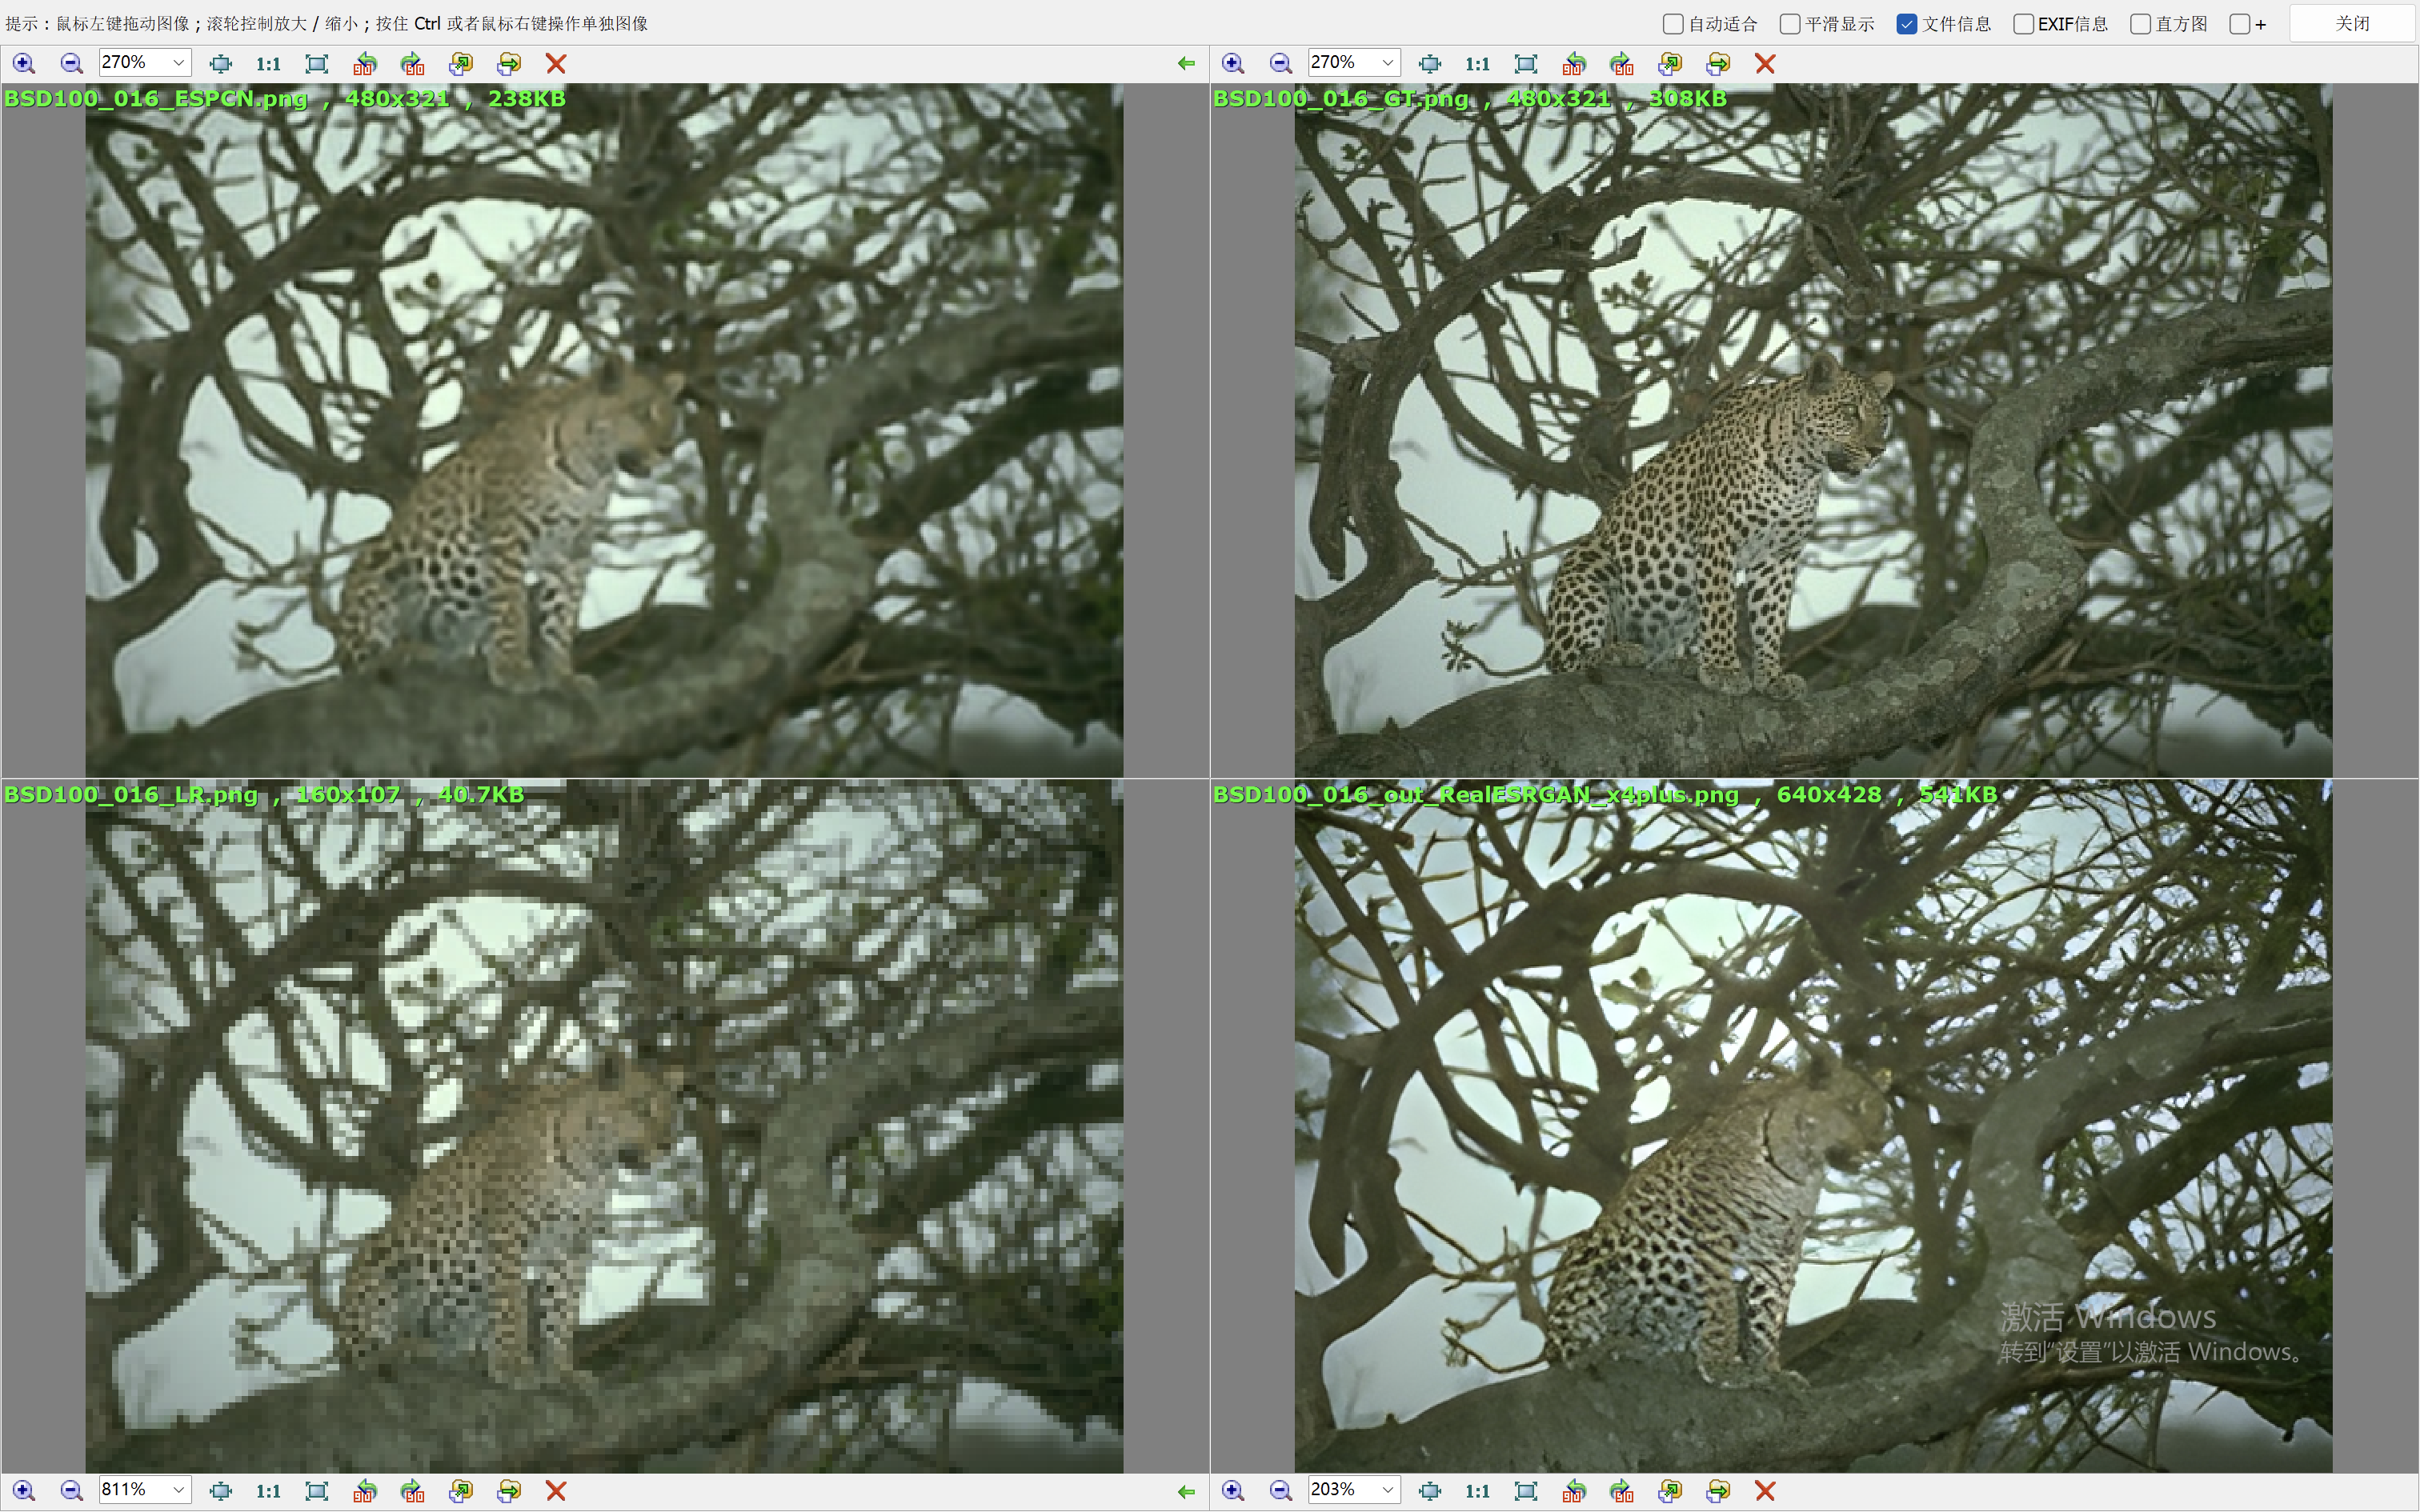 提示：鼠标左键拖动图像；滚轮控制放大 / 缩小；按住 Ctrl 或者鼠标右键操作单独图像
自动适合 平滑显示 文件信息 EXIF信息 直方图 + 关闭
270% 1:1
270% 1:1
BSD100_016_ESPCN.png , 480x321 , 238KB
BSD100_016_GT.png , 480x321 , 308KB
BSD100_016_LR.png , 160x107 , 40.7KB
BSD100_016_out_RealESRGAN_x4plus.png , 640x428 , 541KB
激活 Windows
转到“设置”以激活 Windows。
811% 1:1
203% 1:1